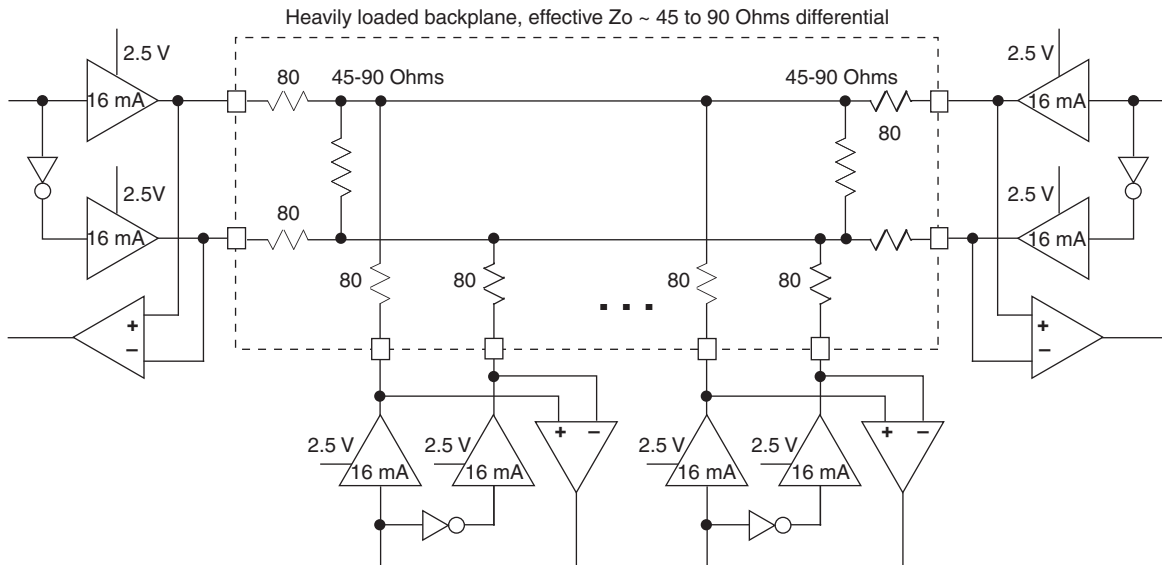 Heavily loaded backplane, effective Zo ~ 45 to 90 Ohms differential
2.5 V
2.5 V
80
45-90 Ohms
45-90 Ohms
16 mA
16 mA
80
2.5V
2.5 V
80
16 mA
16 mA
80
80
80
80
+
−
+
−
. . .
2.5 V
2.5 V
+ −
2.5 V
2.5 V
+ −
16 mA
16 mA
16 mA
16 mA